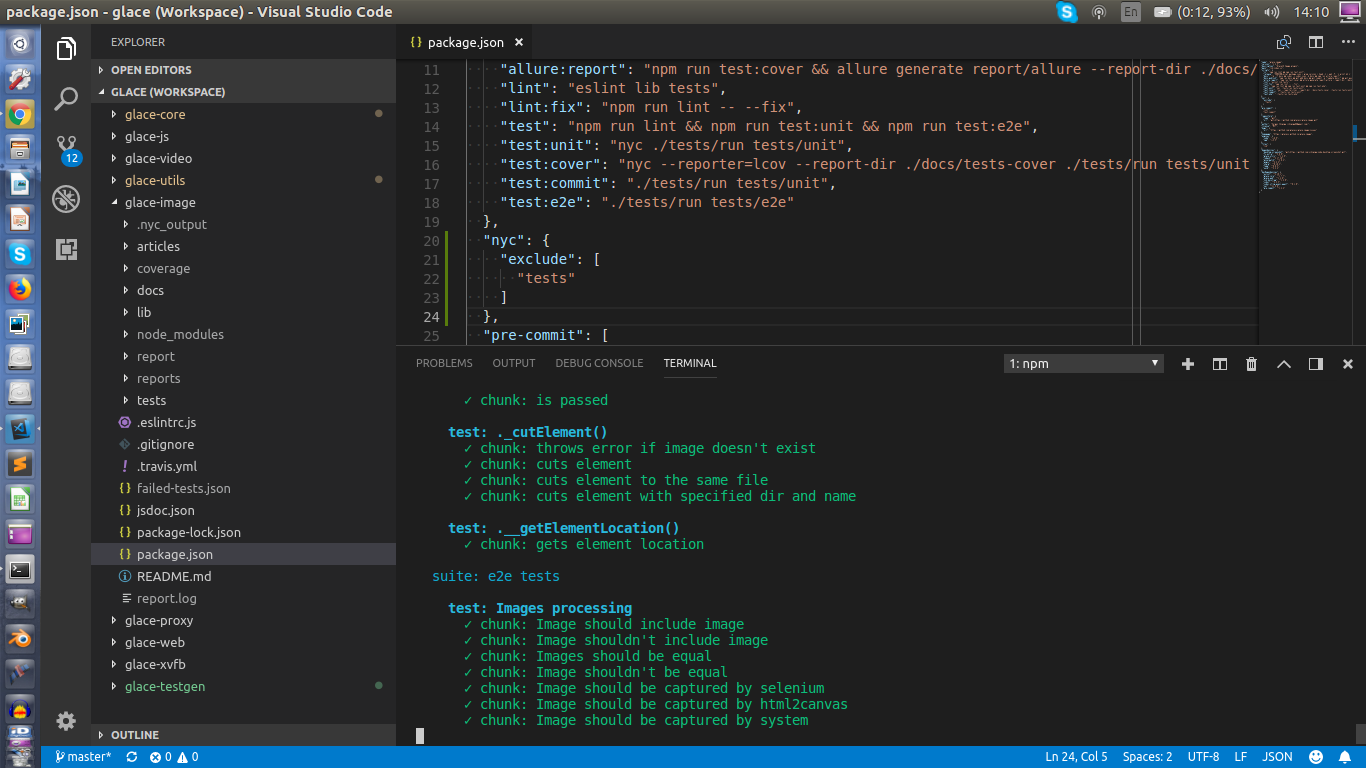 package.json - glace (Workspace) - Visual Studio Code
En
(0:12, 93%)
14:10
EXPLORER
OPEN EDITORS
GLACE (WORKSPACE)
glace-core
glace-js
glace-video
glace-utils
glace-image
.nyc_output
articles
coverage
docs
lib
node_modules
report
reports
tests
.eslintrc.js
.gitignore
.travis.yml
failed-tests.json
jsdoc.json
package-lock.json
package.json
README.md
report.log
glace-proxy
glace-web
glace-xvfb
glace-testgen
OUTLINE
12
package.json
11 "allure:report": "npm run test:cover && allure generate report/allure --report-dir ./docs/
12 "lint": "eslint lib tests",
13 "lint:fix": "npm run lint -- --fix",
14 "test": "npm run lint && npm run test:unit && npm run test:e2e",
15 "test:unit": "nyc ./tests/run tests/unit",
16 "test:cover": "nyc --reporter=lcov --report-dir ./docs/tests-cover ./tests/run tests/unit
17 "test:commit": "./tests/run tests/unit",
18 "test:e2e": "./tests/run tests/e2e"
19 },
20 "nyc": {
21 "exclude": [
22 "tests"
23 ]
24 },
25 "pre-commit": [
PROBLEMS OUTPUT DEBUG CONSOLE TERMINAL
1: npm
✓ chunk: is passed
test: ._cutElement()
✓ chunk: throws error if image doesn't exist
✓ chunk: cuts element
✓ chunk: cuts element to the same file
✓ chunk: cuts element with specified dir and name
test: .__getElementLocation()
✓ chunk: gets element location
suite: e2e tests
test: Images processing
✓ chunk: Image should include image
✓ chunk: Image shouldn't include image
✓ chunk: Images should be equal
✓ chunk: Image shouldn't be equal
✓ chunk: Image should be captured by selenium
✓ chunk: Image should be captured by html2canvas
✓ chunk: Image should be captured by system
master* 0 0
Ln 24, Col 5 Spaces: 2 UTF-8 LF JSON